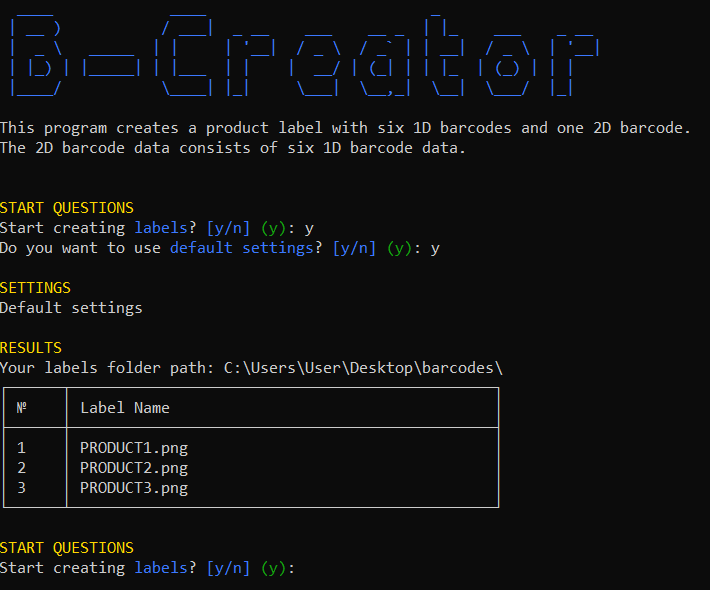 B-Creator
This program creates a product label with six 1D barcodes and one 2D barcode.
The 2D barcode data consists of six 1D barcode data.
START QUESTIONS
Start creating labels? [y/n] (y): y
Do you want to use default settings? [y/n] (y): y
SETTINGS
Default settings
RESULTS
Your labels folder path: C:\Users\User\Desktop\barcodes\
№ Label Name
1 PRODUCT1.png
2 PRODUCT2.png
3 PRODUCT3.png
START QUESTIONS
Start creating labels? [y/n] (y):